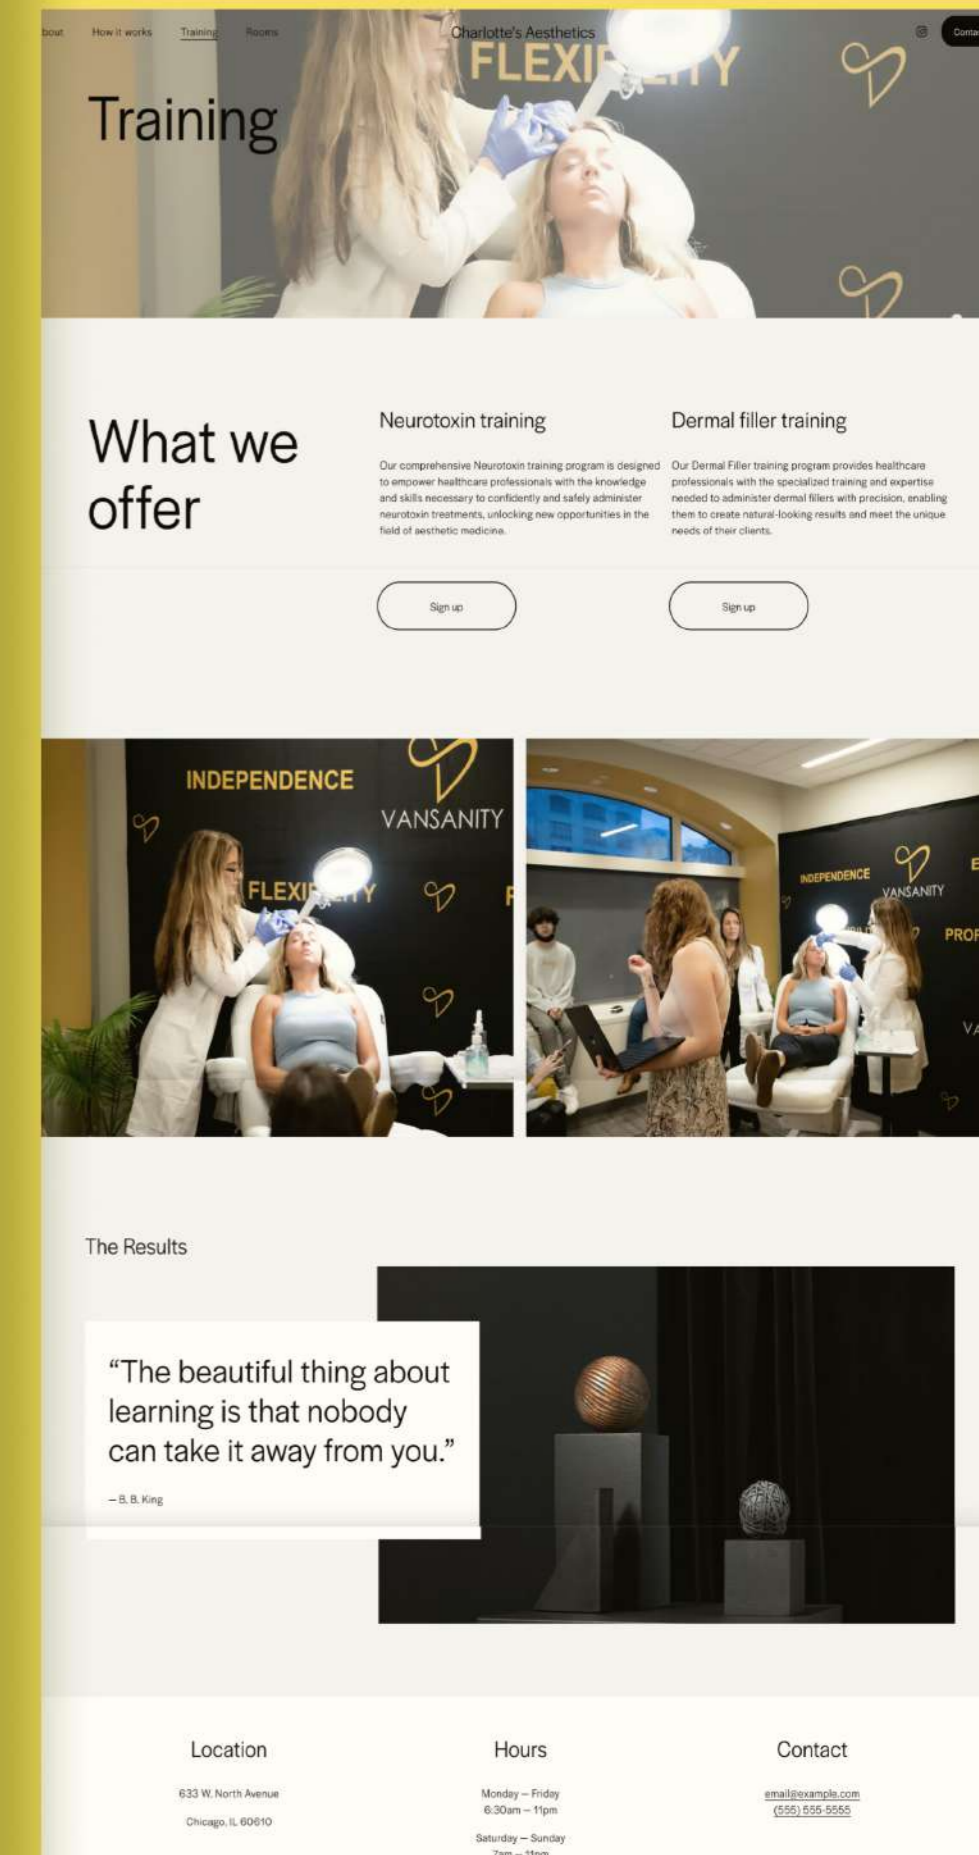 bout How it works Training Rooms Charlotte's Aesthetics Conta
FLEXIBILITY
Training
What we
offer
Neurotoxin training
Our comprehensive Neurotoxin training program is designed
to empower healthcare professionals with the knowledge
and skills necessary to confidently and safely administer
neurotoxin treatments, unlocking new opportunities in the
field of aesthetic medicine.
Sign up
Dermal filler training
Our Dermal Filler training program provides healthcare
professionals with the specialized training and expertise
needed to administer dermal fillers with precision, enabling
them to create natural-looking results and meet the unique
needs of their clients.
Sign up
INDEPENDENCE
VANSANITY
FLEXIBILITY
F
INDEPENDENCE
VANSANITY
E
PROF
VA
The Results
“The beautiful thing about
learning is that nobody
can take it away from you.”
— B. B. King
Location
633 W. North Avenue
Chicago, IL 60610
Hours
Monday — Friday
6:30am — 11pm
Saturday — Sunday
7am — 11pm
Contact
email@example.com
(555) 555-5555